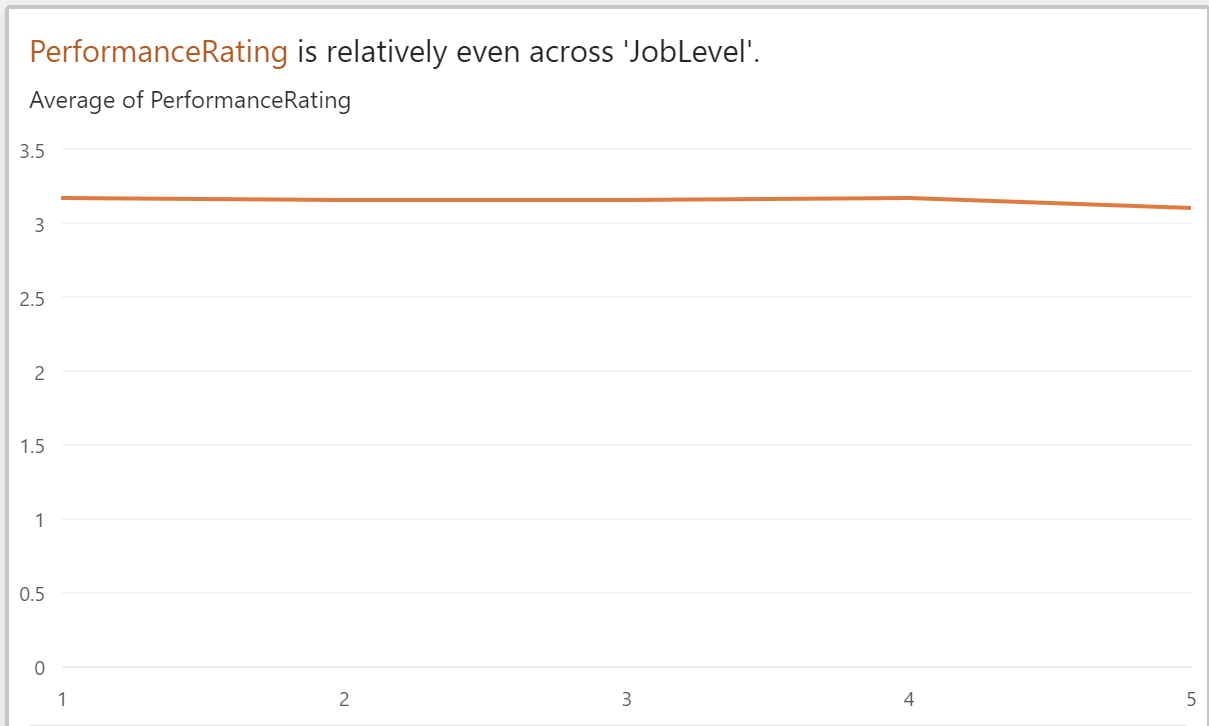 PerformanceRating is relatively even across 'JobLevel'.
Average of PerformanceRating
3.5
3
2.5
2
1.5
1
0.5
0
1 2 3 4 5